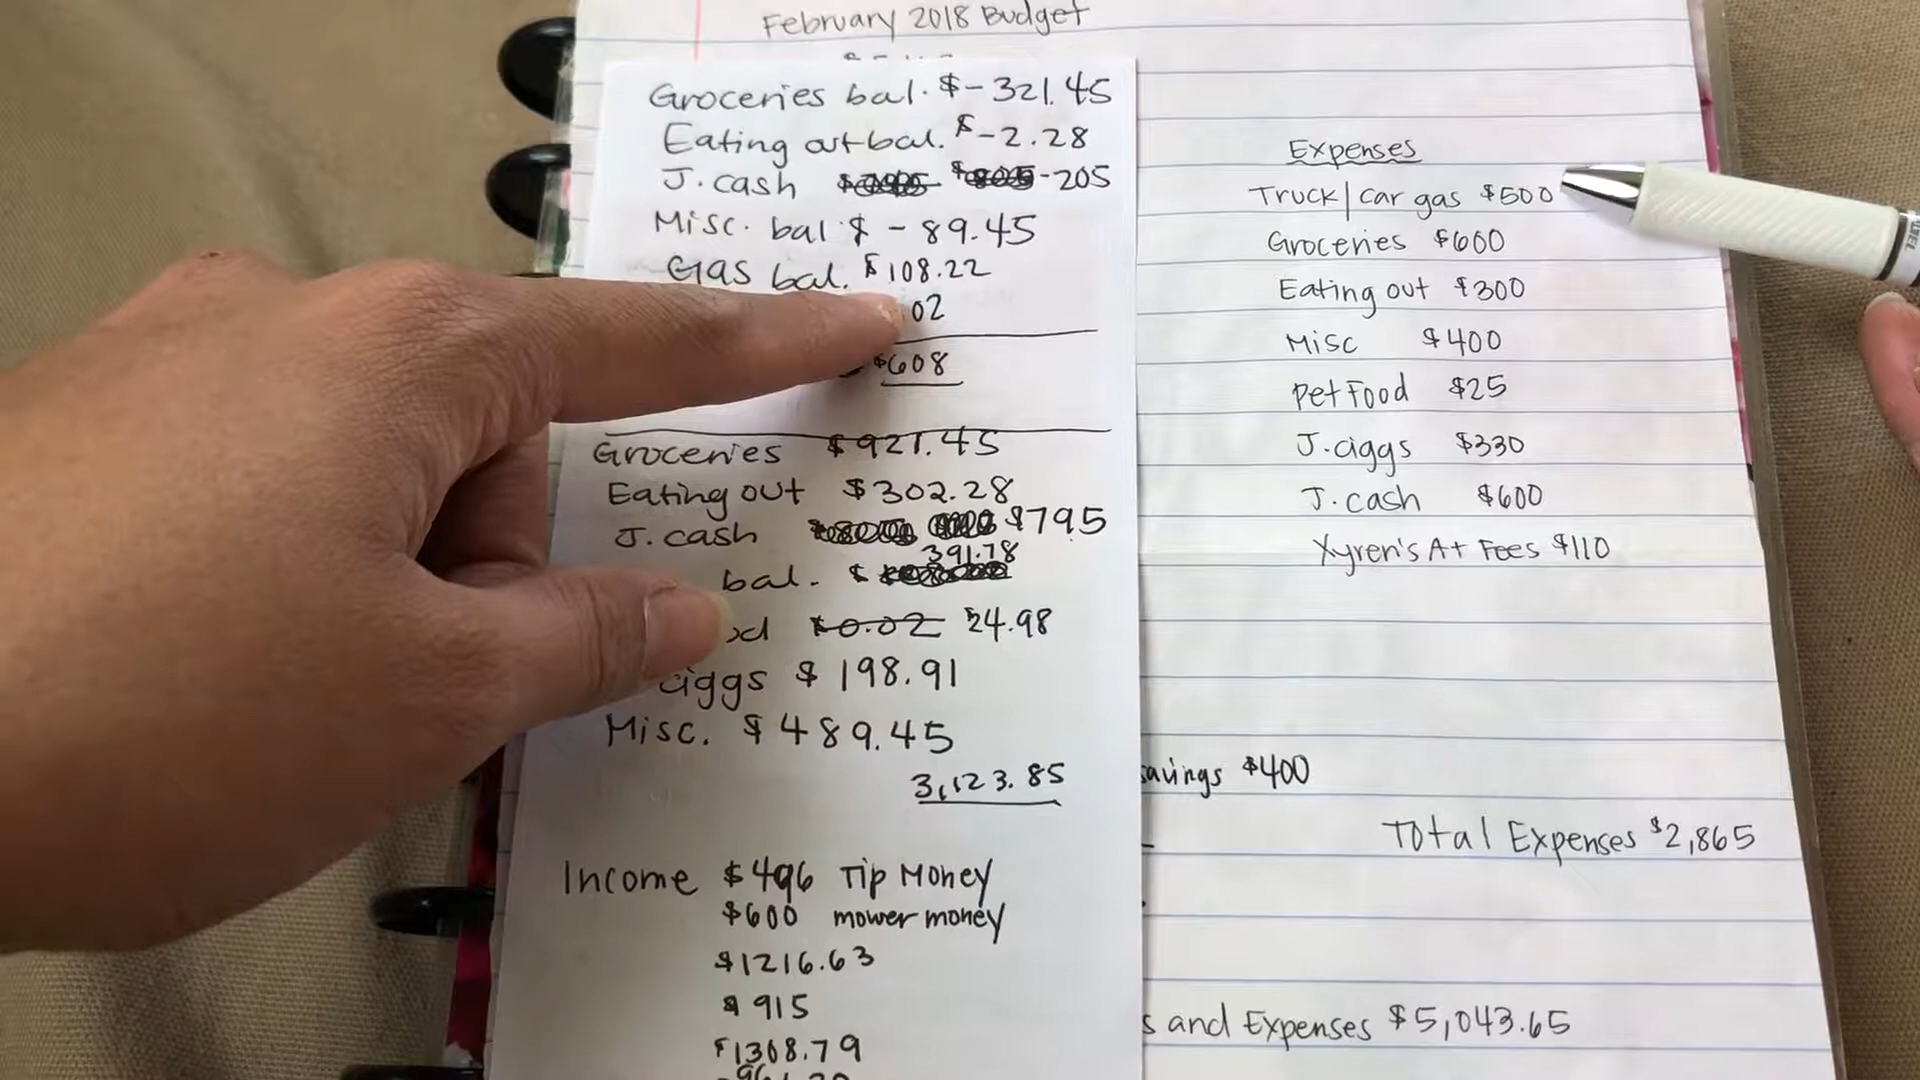 February 2018 Budget
Groceries bal. $-321.45
Eating out bal. $-2.28
J. cash -205
Misc. bal $ -89.45
Gas bal. $108.22
02
$608
Groceries $921.45
Eating out $302.28
J. cash $795
391.78
bal. $
od $0.02 24.98
ciggs $198.91
Misc. $489.45
3,123.85
Income $496 Tip Money
$600 mower money
$1216.63
$915
$1308.79
Expenses
Truck/car gas $500
Groceries $600
Eating out $300
Misc $400
Pet Food $25
J. ciggs $330
J. cash $600
Xyren's A+ Fees $110
savings $400
Total Expenses $2,865
s and Expenses $5,043.65